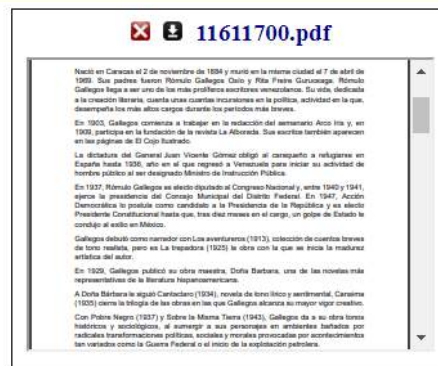 11611700.pdf
Nació en Caracas el 2 de noviembre de 1884 y murió en la misma ciudad el 7 de abril de
1969. Sus padres fueron Rómulo Gallegos Osío y Rita Freire Guruceaga. Rómulo
Gallegos llega a ser uno de los más prolíferos escritores venezolanos. Su vida, dedicada
a la creación literaria, cuenta unas cuantas incursiones en la política, actividad en la que,
desempeña los más altos cargos durante los períodos más breves.
En 1903, Gallegos comienza a trabajar en la redacción del semanario Arco Iris y, en
1909, participa en la fundación de la revista La Alborada. Sus escritos también aparecen
en las páginas de El Cojo Ilustrado.
La dictadura del General Juan Vicente Gómez obligó al caraqueño a refugiarse en
España hasta 1936, año en el que regresó a Venezuela para iniciar su actividad de
hombre público al ser designado Ministro de Instrucción Pública.
En 1937, Rómulo Gallegos es electo diputado al Congreso Nacional y, entre 1940 y 1941,
ejerce la presidencia del Concejo Municipal del Distrito Federal. En 1947, Acción
Democrática lo postula como candidato a la Presidencia de la República y es electo
Presidente Constitucional hasta que, tras diez meses en el cargo, un golpe de Estado le
condujo al exilio en México.
Gallegos debutó como narrador con Los aventureros (1913), colección de cuentos breves
de tono realista, pero es La trepadora (1925) la obra con la que se inicia la madurez
artística del autor.
En 1929, Gallegos publicó su obra maestra, Doña Barbara, una de las novelas más
representativas de la literatura hispanoamericana.
A Doña Bárbara le siguió Cantaclaro (1934), novela de tono lírico y sentimental, Canaima
(1935) cierra la trilogía de las obras en las que Gallegos alcanza su mayor vigor creativo.
Con Pobre Negro (1937) y Sobre la Misma Tierra (1943), Gallegos da a su obra tonos
históricos y sociológicos, al sumergir a sus personajes en ambientes bañados por
radicales transformaciones políticas, sociales y morales provocadas por acontecimientos
tan variados como la Guerra Federal o el inicio de la explotación petrolera.